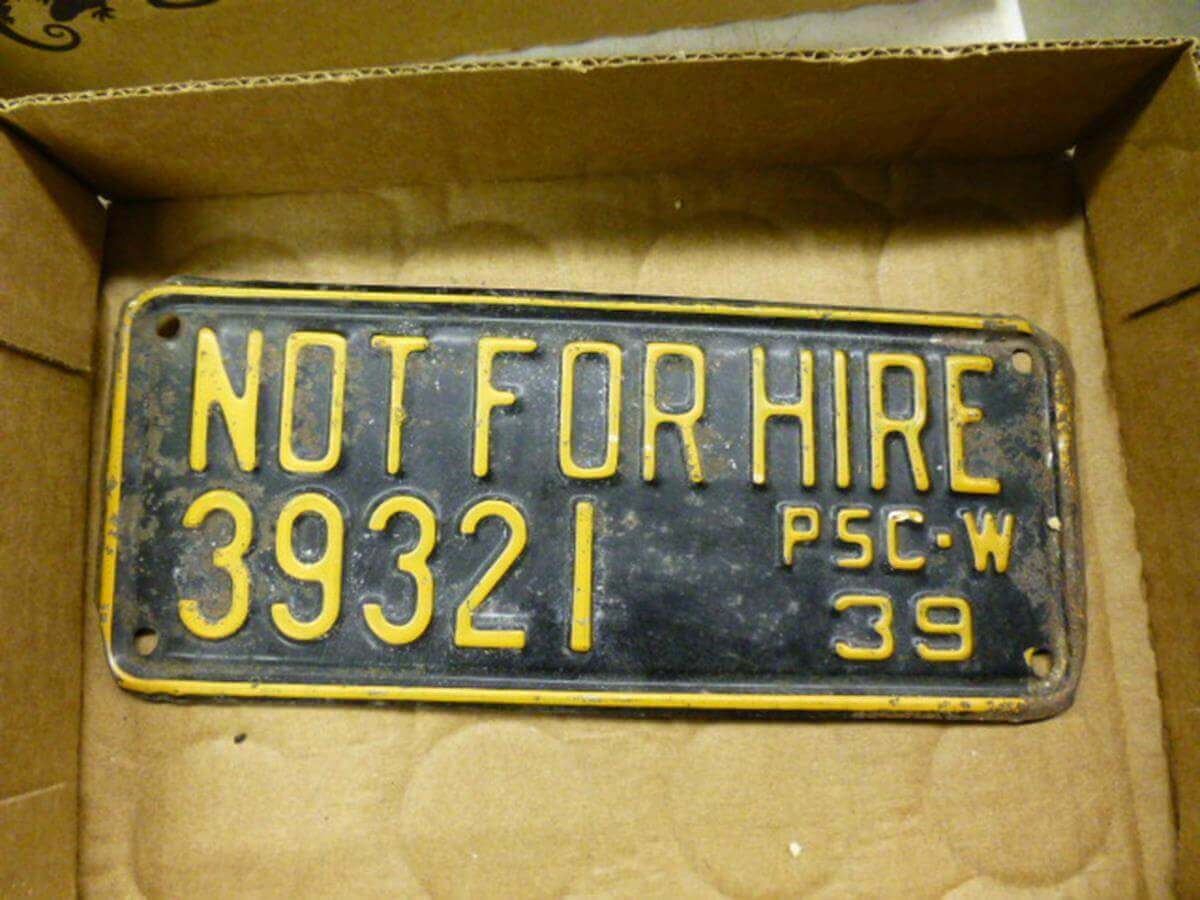 NOT FOR HIRE
39321 PSC-W
39